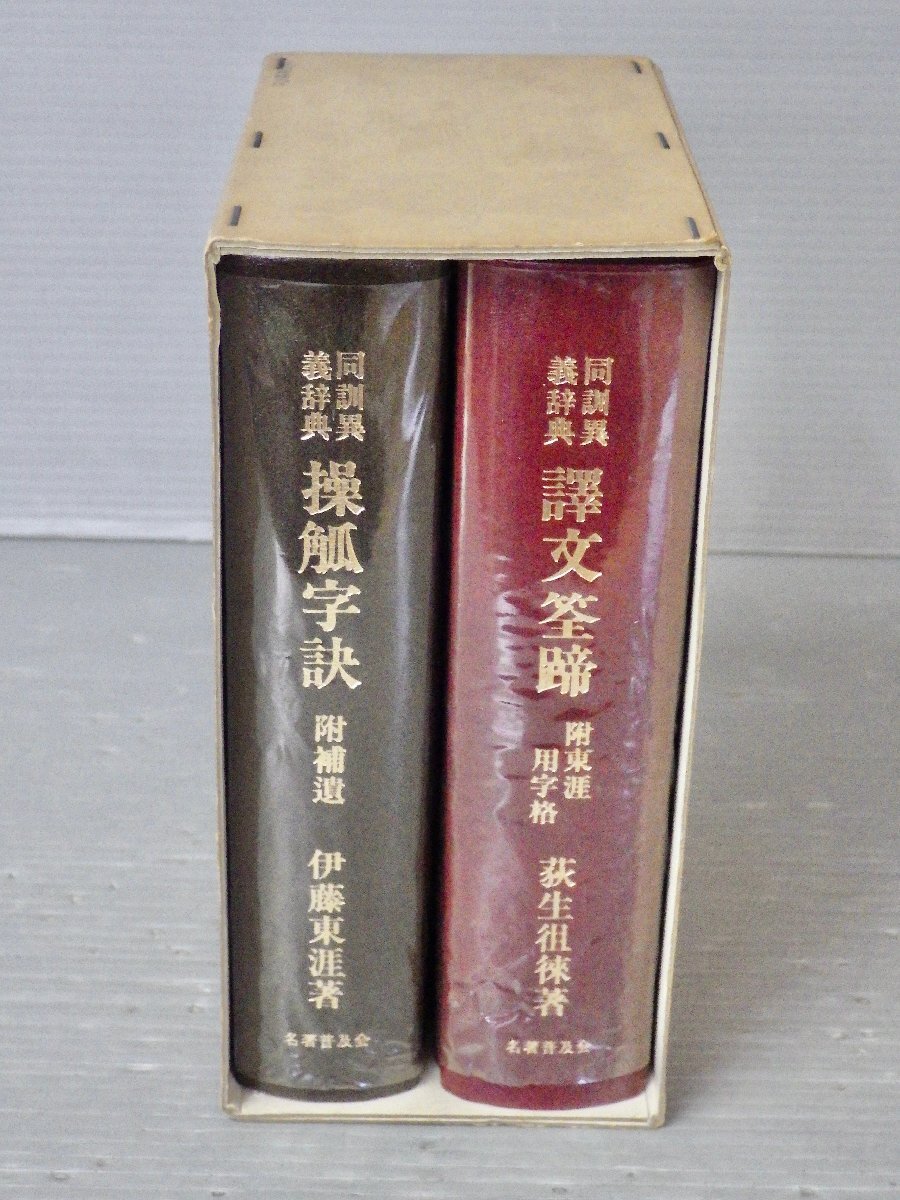 同訓異
義辞典
譯文筌蹄
附東涯
用字格
荻生徂徠著
名著普及会
同訓異
義辞典
操觚字訣
附補遺
伊藤東涯著
名著普及会